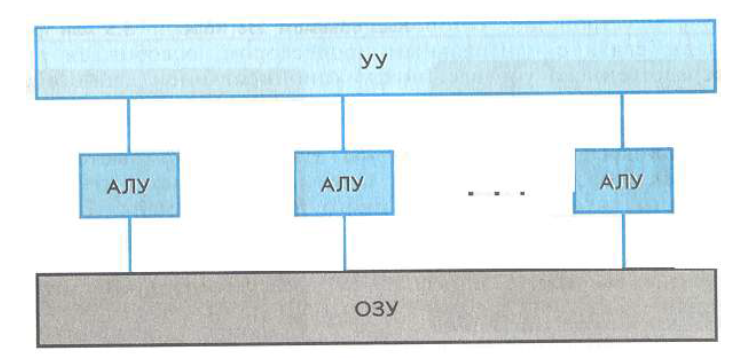 УУ
АЛУ
АЛУ
. . .
АЛУ
ОЗУ